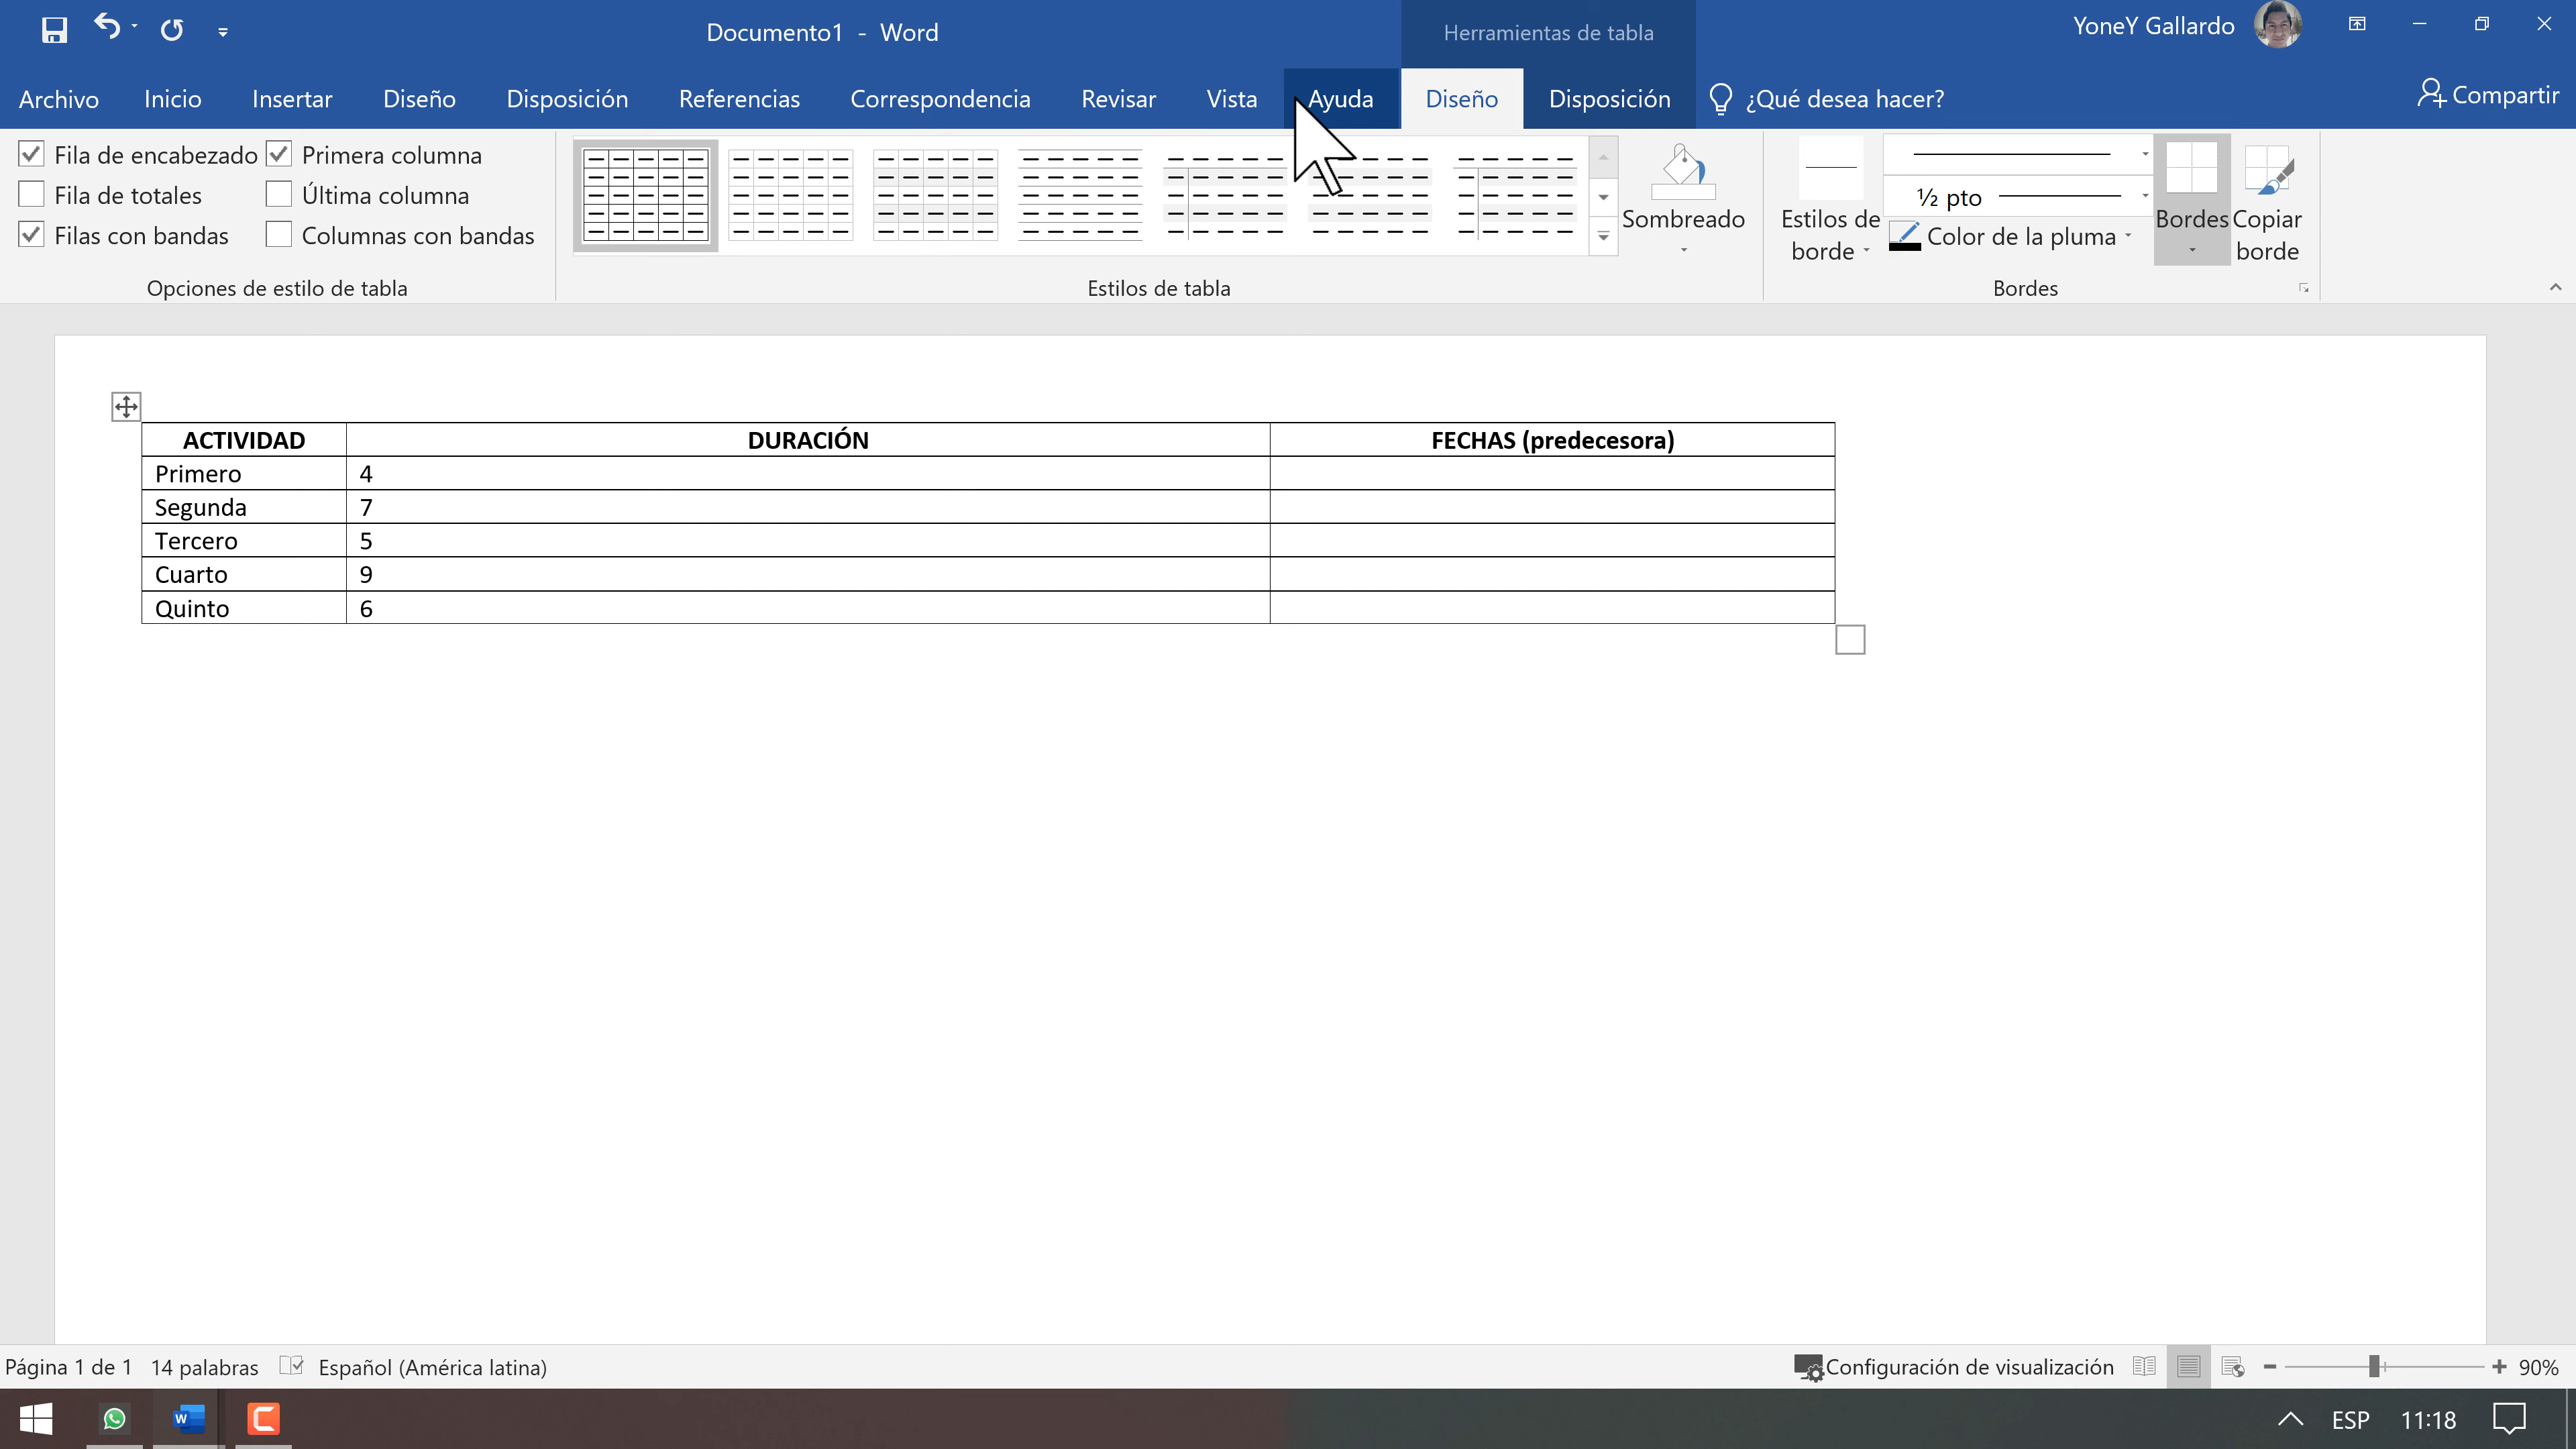 Documento1 - Word
Herramientas de tabla
YoneY Gallardo
Archivo Inicio Insertar Diseño Disposición Referencias Correspondencia Revisar Vista Ayuda Diseño Disposición ¿Qué desea hacer? Compartir
Fila de encabezado Primera columna
Fila de totales Última columna
Filas con bandas Columnas con bandas
Opciones de estilo de tabla
Estilos de tabla
Sombreado
Estilos de borde
½ pto
Color de la pluma
Bordes
Copiar borde
Bordes
ACTIVIDAD DURACIÓN FECHAS (predecesora)
Primero 4
Segunda 7
Tercero 5
Cuarto 9
Quinto 6
Página 1 de 1 14 palabras Español (América latina) Configuración de visualización 90%
W ESP 11:18